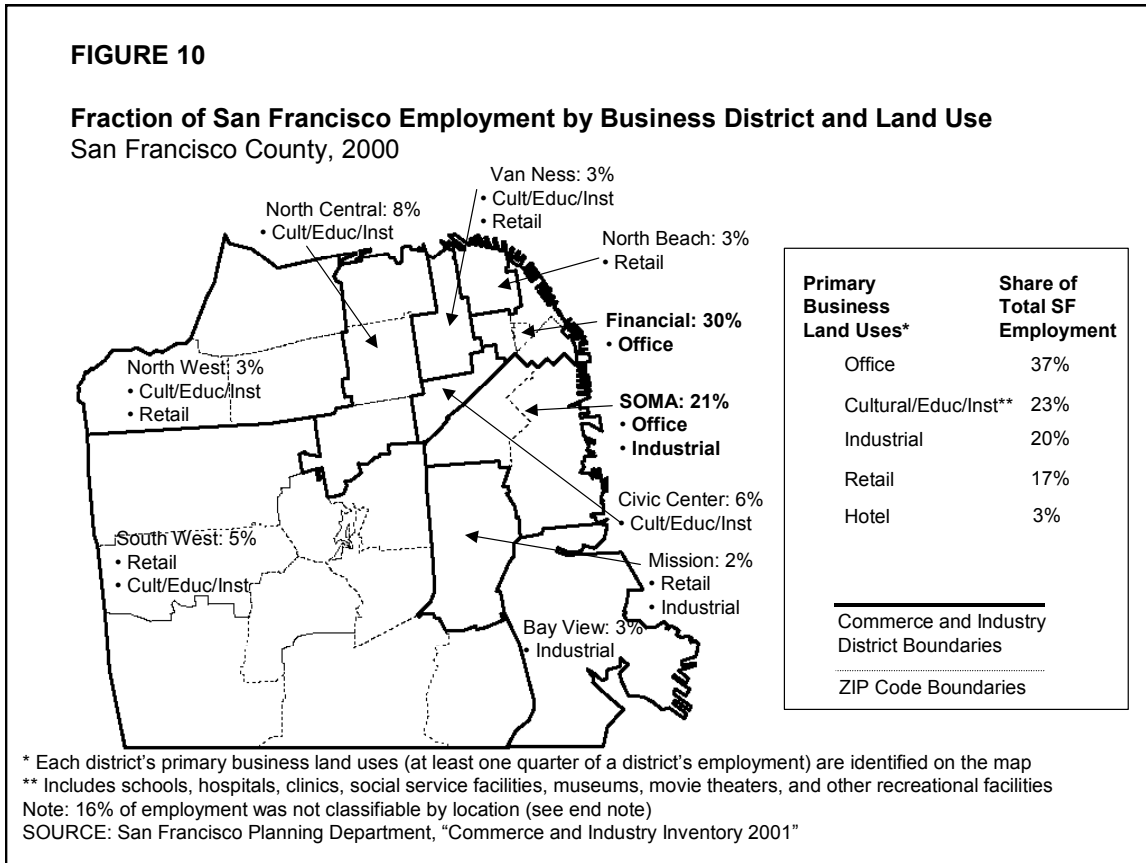 FIGURE 10
Fraction of San Francisco Employment by Business District and Land Use
San Francisco County, 2000
Van Ness: 3%
• Cult/Educ/Inst
• Retail
North Central: 8%
• Cult/Educ/Inst
North Beach: 3%
• Retail
Financial: 30%
• Office
North West: 3%
• Cult/Educ/Inst
• Retail
SOMA: 21%
• Office
• Industrial
Civic Center: 6%
• Cult/Educ/Inst
South West: 5%
• Retail
• Cult/Educ/Inst
Mission: 2%
• Retail
• Industrial
Bay View: 3%
• Industrial
Primary Business Land Uses* Share of Total SF Employment
Office 37%
Cultural/Educ/Inst** 23%
Industrial 20%
Retail 17%
Hotel 3%
Commerce and Industry
District Boundaries
ZIP Code Boundaries
* Each district's primary business land uses (at least one quarter of a district's employment) are identified on the map
** Includes schools, hospitals, clinics, social service facilities, museums, movie theaters, and other recreational facilities
Note: 16% of employment was not classifiable by location (see end note)
SOURCE: San Francisco Planning Department, "Commerce and Industry Inventory 2001"